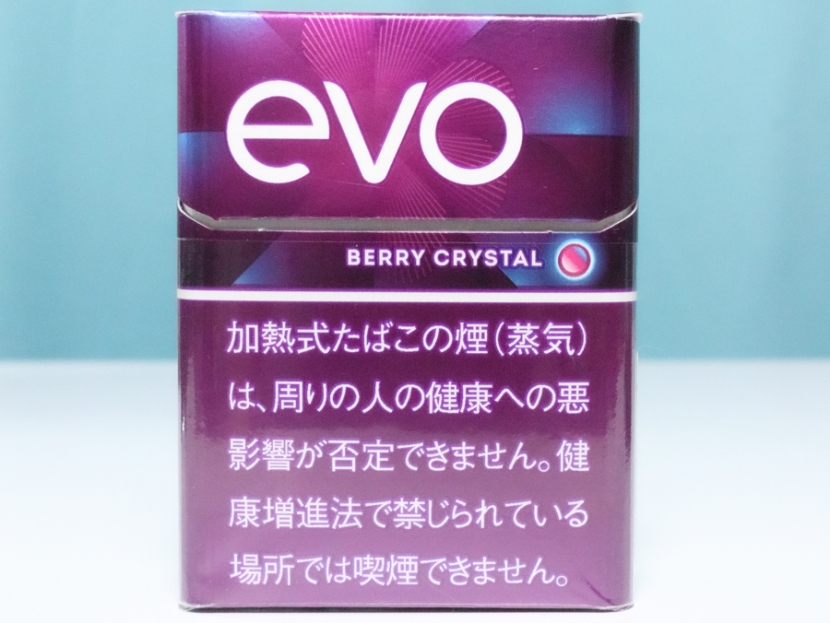 evo
BERRY CRYSTAL
加熱式たばこの煙（蒸気）
は、周りの人の健康への悪
影響が否定できません。健
康増進法で禁じられている
場所では喫煙できません。